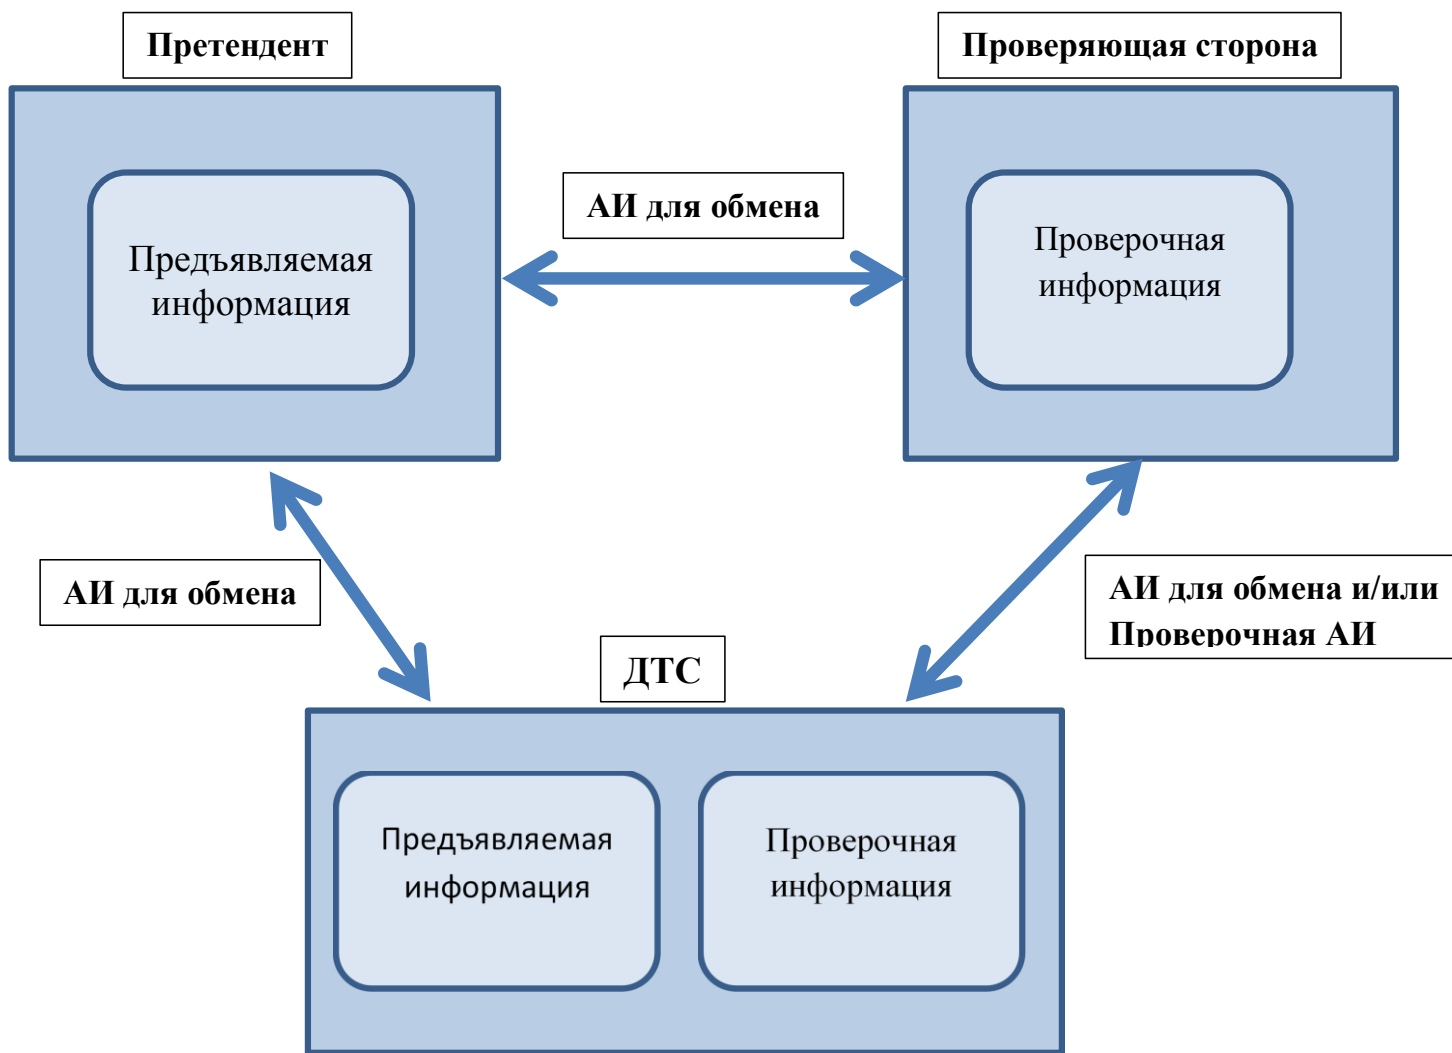 Претендент
Проверяющая сторона
АИ для обмена
Предъявляемая
информация
Проверочная
информация
АИ для обмена
АИ для обмена и/или
Проверочная АИ
ДТС
Предъявляемая
информация
Проверочная
информация